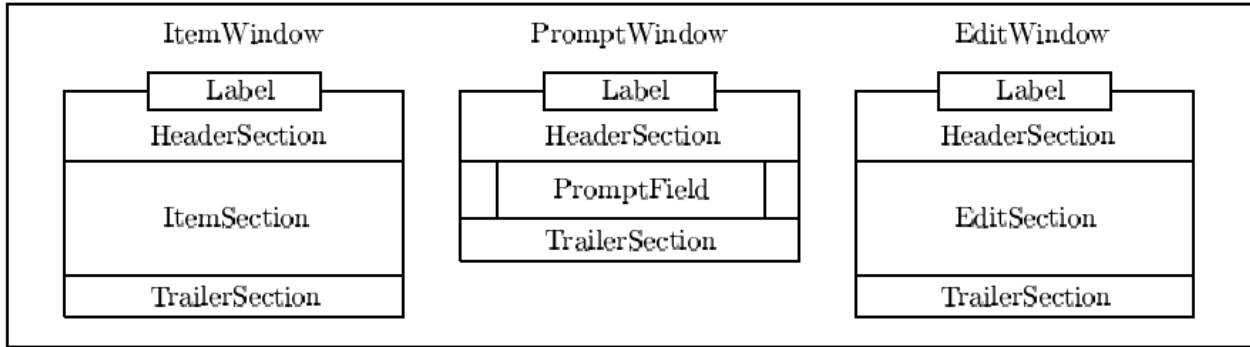 ItemWindow PromptWindow EditWindow
Label Label Label
HeaderSection HeaderSection HeaderSection
ItemSection PromptField EditSection
TrailerSection
TrailerSection TrailerSection